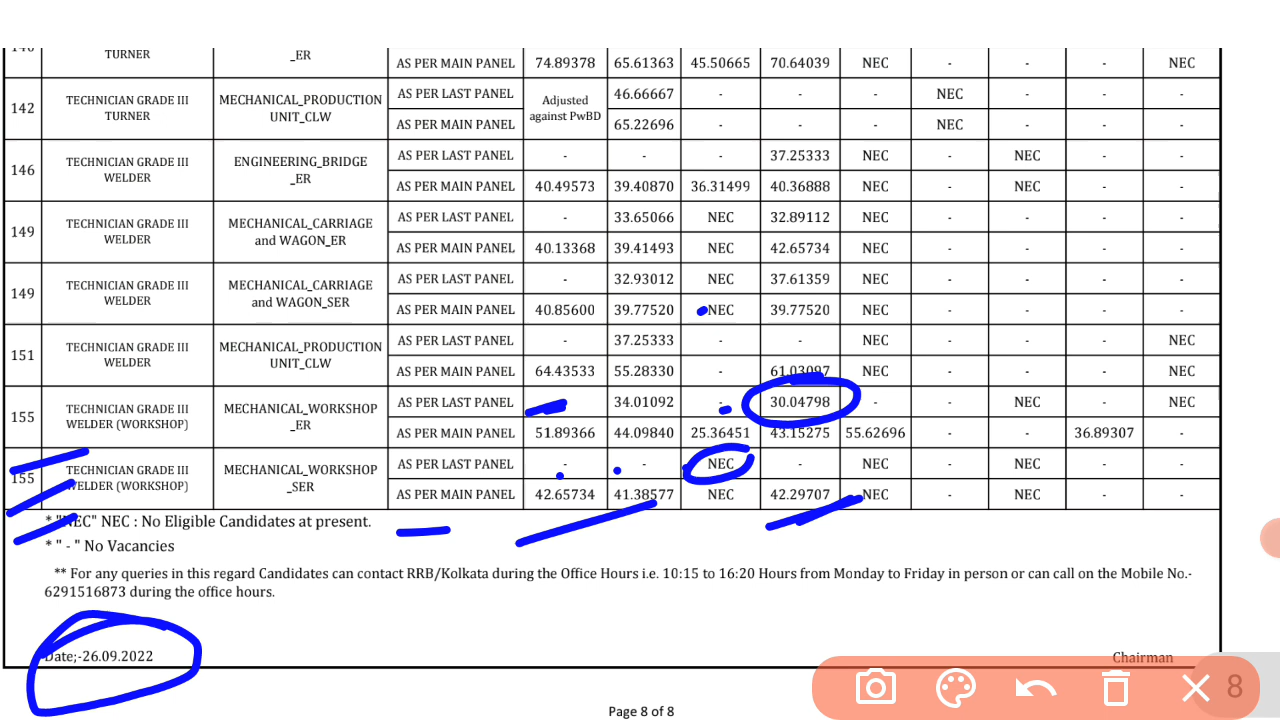 TURNER _ER AS PER MAIN PANEL 74.89378 65.61363 45.50665 70.64039 NEC - - - NEC
142 TECHNICIAN GRADE III TURNER MECHANICAL_PRODUCTION UNIT_CLW AS PER LAST PANEL Adjusted against PwBD 46.66667 - - - NEC - - -
AS PER MAIN PANEL 65.22696 - - - NEC - - -
146 TECHNICIAN GRADE III WELDER ENGINEERING_BRIDGE _ER AS PER LAST PANEL - - - 37.25333 NEC - NEC - -
AS PER MAIN PANEL 40.49573 39.40870 36.31499 40.36888 NEC - NEC - -
149 TECHNICIAN GRADE III WELDER MECHANICAL_CARRIAGE and WAGON_ER AS PER LAST PANEL - 33.65066 NEC 32.89112 NEC - - - -
AS PER MAIN PANEL 40.13368 39.41493 NEC 42.65734 NEC - - - -
149 TECHNICIAN GRADE III WELDER MECHANICAL_CARRIAGE and WAGON_SER AS PER LAST PANEL - 32.93012 NEC 37.61359 NEC - - - -
AS PER MAIN PANEL 40.85600 39.77520 NEC 39.77520 NEC - - - -
151 TECHNICIAN GRADE III WELDER MECHANICAL_PRODUCTION UNIT_CLW AS PER LAST PANEL - 37.25333 - - NEC - - - NEC
AS PER MAIN PANEL 64.43533 55.28330 - 61.03097 NEC - - - NEC
155 TECHNICIAN GRADE III WELDER (WORKSHOP) MECHANICAL_WORKSHOP _ER AS PER LAST PANEL 34.01092 - 30.04798 - - NEC - NEC
AS PER MAIN PANEL 51.89366 44.09840 25.36451 43.15275 55.62696 - - 36.89307 -
155 TECHNICIAN GRADE III WELDER (WORKSHOP) MECHANICAL_WORKSHOP _SER AS PER LAST PANEL - - NEC - NEC - NEC - -
AS PER MAIN PANEL 42.65734 41.38577 NEC 42.29707 NEC - NEC - -
* "NEC" NEC : No Eligible Candidates at present.
* " - " No Vacancies
** For any queries in this regard Candidates can contact RRB/Kolkata during the Office Hours i.e. 10:15 to 16:20 Hours from Monday to Friday in person or can call on the Mobile No.-
6291516873 during the office hours.
Date;-26.09.2022
Chairman
8
Page 8 of 8